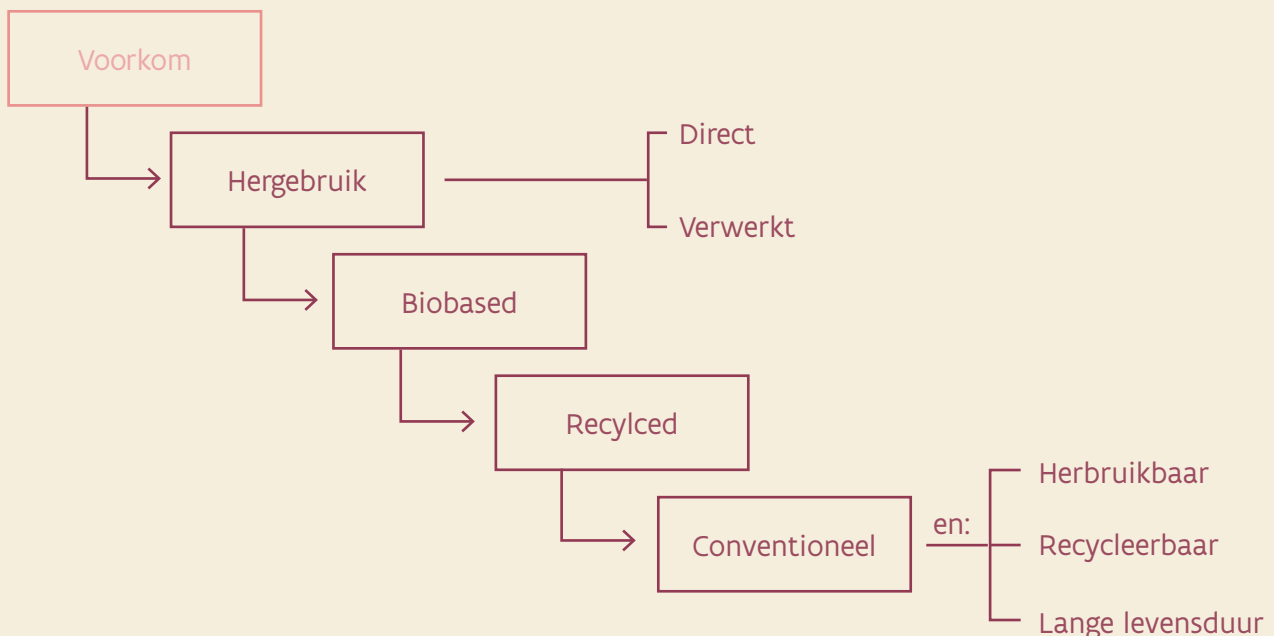 Voorkom
Hergebruik
Direct
Verwerkt
Biobased
Recylced
Conventioneel
en:
Herbruikbaar
Recycleerbaar
Lange levensduur